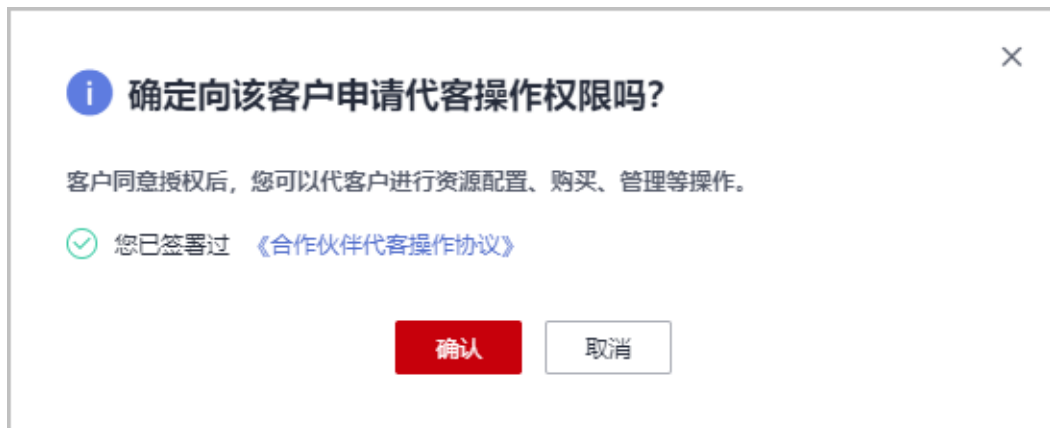 确定向该客户申请代客操作权限吗?
客户同意授权后，您可以代客户进行资源配置、购买、管理等操作。
您已签署过 《合作伙伴代客操作协议》
确认 取消